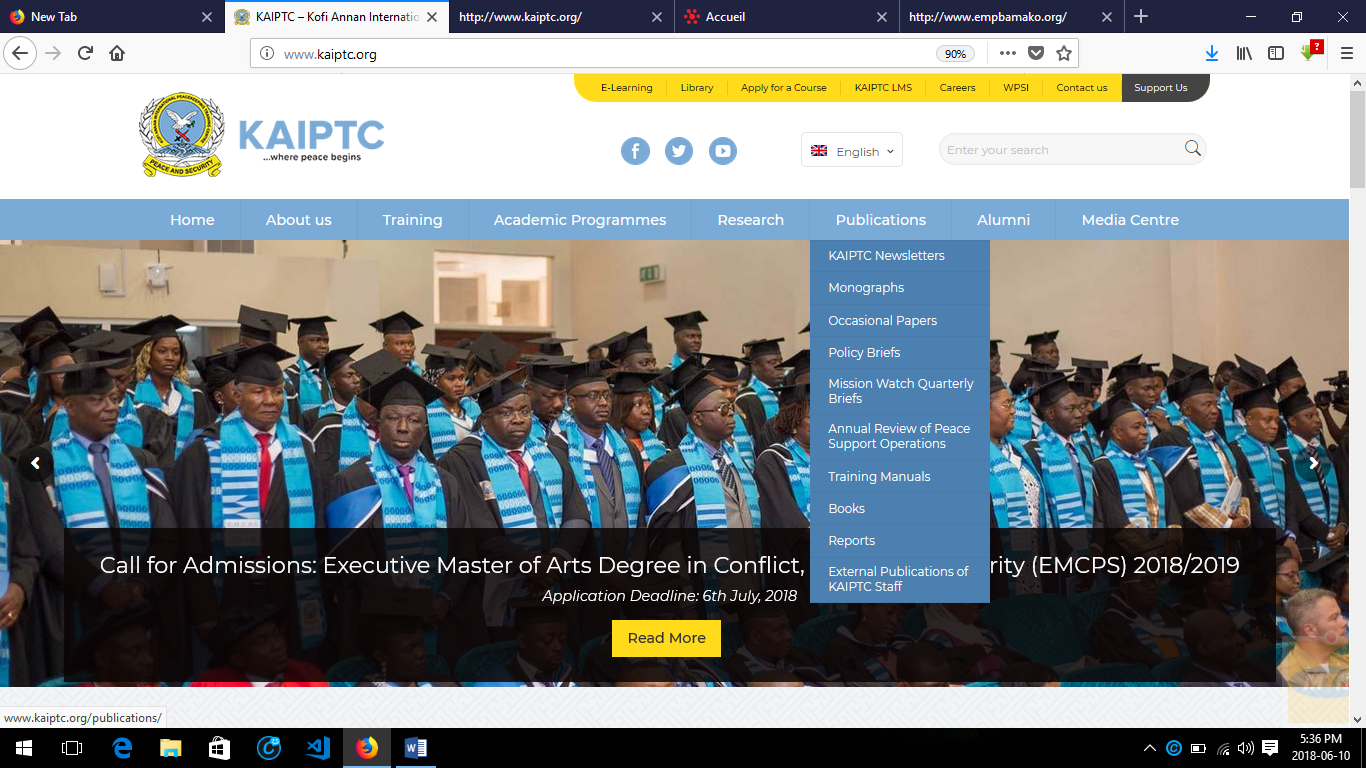 New Tab
KAIPTC – Kofi Annan Internatio
http://www.kaiptc.org/
Accueil
http://www.empbamako.org/
www.kaiptc.org
90%
E-Learning
Library
Apply for a Course
KAIPTC LMS
Careers
WPSI
Contact us
Support Us
PEACE AND SECURITY
KAIPTC
...where peace begins
English
Enter your search
Home
About us
Training
Academic Programmes
Research
Publications
Alumni
Media Centre
KAIPTC Newsletters
Monographs
Occasional Papers
Policy Briefs
Mission Watch Quarterly
Briefs
Annual Review of Peace
Support Operations
Training Manuals
Books
Reports
External Publications of
KAIPTC Staff
Call for Admissions: Executive Master of Arts Degree in Conflict, rity (EMCPS) 2018/2019
Application Deadline: 6th July, 2018
Read More
www.kaiptc.org/publications/
5:36 PM
2018-06-10